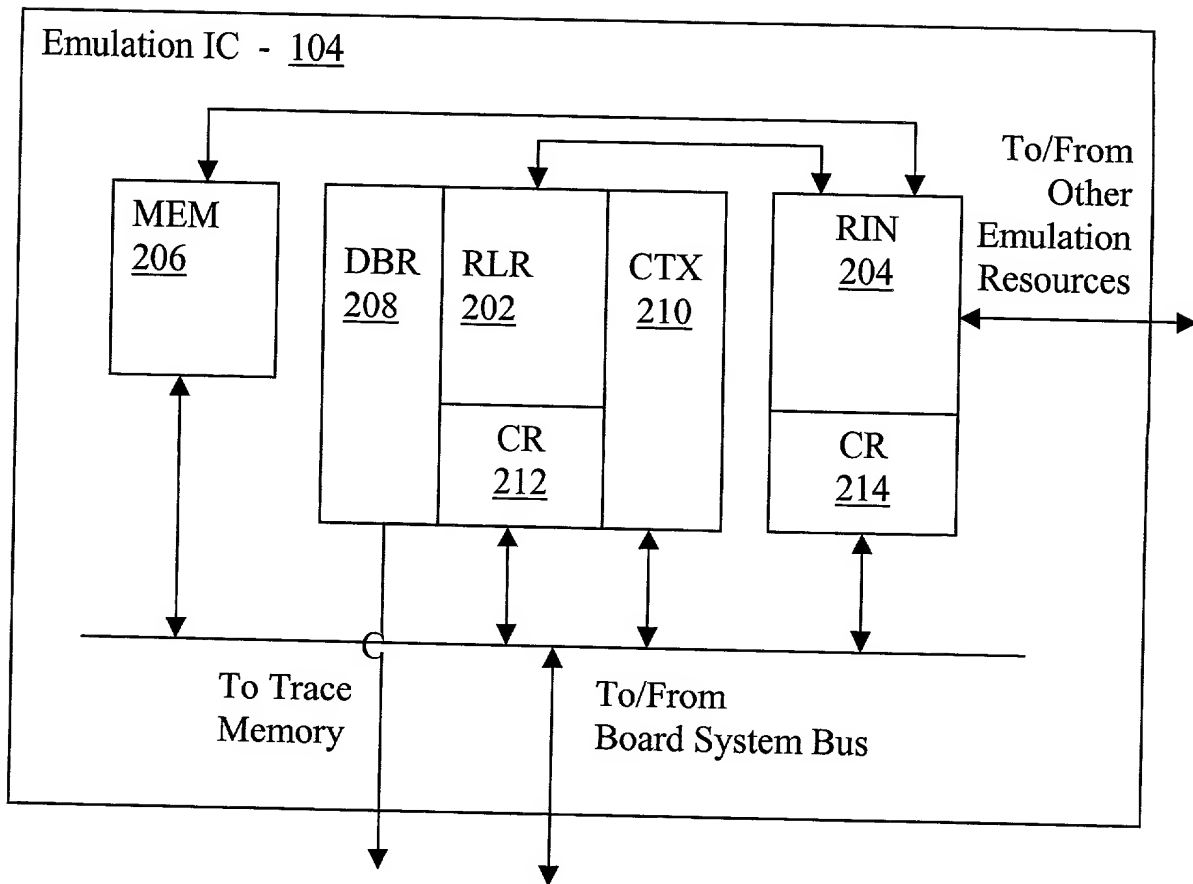 Emulation IC - 104
To/From
Other
Emulation
Resources
MEM
206
DBR
208
RLR
202
CTX
210
RIN
204
CR
212
CR
214
To Trace
Memory
To/From
Board System Bus